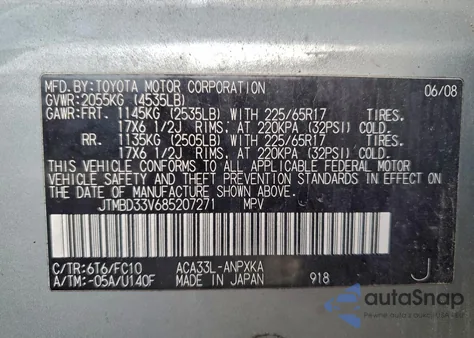 MFD.BY:TOYOTA MOTOR CORPORATION 06/08
GVWR:2055KG (4535LB)
GAWR:FRT. 1145KG (2535LB) WITH 225/65R17 TIRES.
17X6 1/2J RIMS. AT 220KPA (32PSI) COLD.
RR. 1135KG (2505LB) WITH 225/65R17 TIRES.
17X6 1/2J RIMS. AT 220KPA (32PSI) COLD.
THIS VEHICLE CONFORMS TO ALL APPLICABLE FEDERAL MOTOR
VEHICLE SAFETY AND THEFT PREVENTION STANDARDS IN EFFECT
ON THE DATE OF MANUFACTURE SHOWN ABOVE.
JTMBD33V685207271 MPV
C/TR:6T6/FC10 ACA33L-ANPXKA
A/TM:-05A/U140F MADE IN JAPAN 918 J
autoSnap
Pewne auto z USA